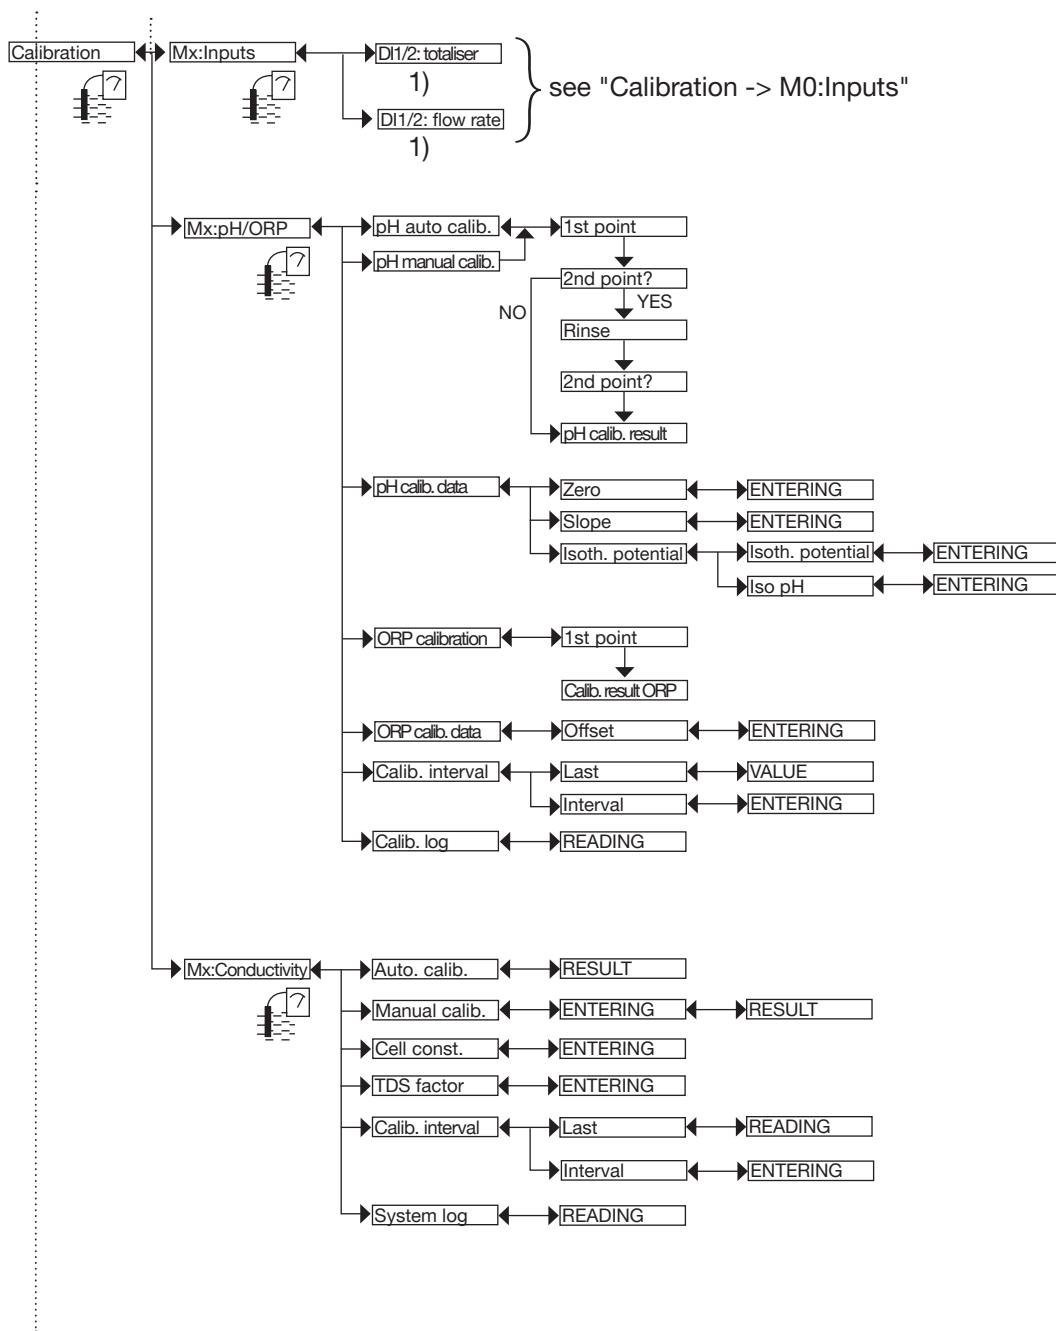 Calibration
Mx:Inputs
DI1/2: totaliser
1)
DI1/2: flow rate
1)
see "Calibration -> M0:Inputs"
Mx:pH/ORP
pH auto calib.
1st point
pH manual calib.
2nd point?
NO
YES
Rinse
2nd point?
pH calib. result
pH calib. data
Zero
ENTERING
Slope
ENTERING
Isoth. potential
Isoth. potential
ENTERING
Iso pH
ENTERING
ORP calibration
1st point
Calib. result ORP
ORP calib. data
Offset
ENTERING
Calib. interval
Last
VALUE
Interval
ENTERING
Calib. log
READING
Mx:Conductivity
Auto. calib.
RESULT
Manual calib.
ENTERING
RESULT
Cell const.
ENTERING
TDS factor
ENTERING
Calib. interval
Last
READING
Interval
ENTERING
System log
READING